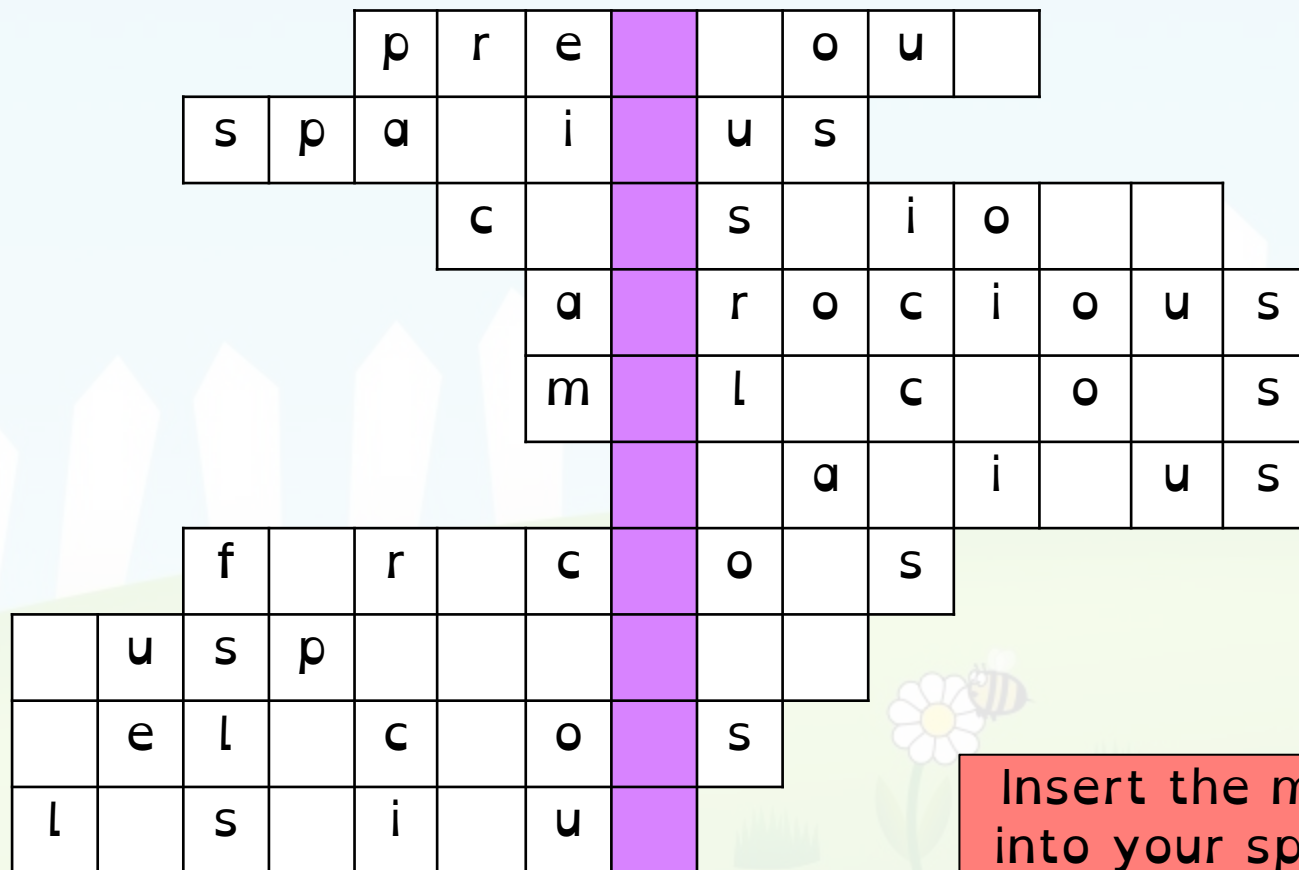 p r e o u
s p a i u s
c s i o
a r o c i o u s
m l c o s
a i u s
f r c o s
u s p
e l c o s
l s i u
Insert the m
into your sp